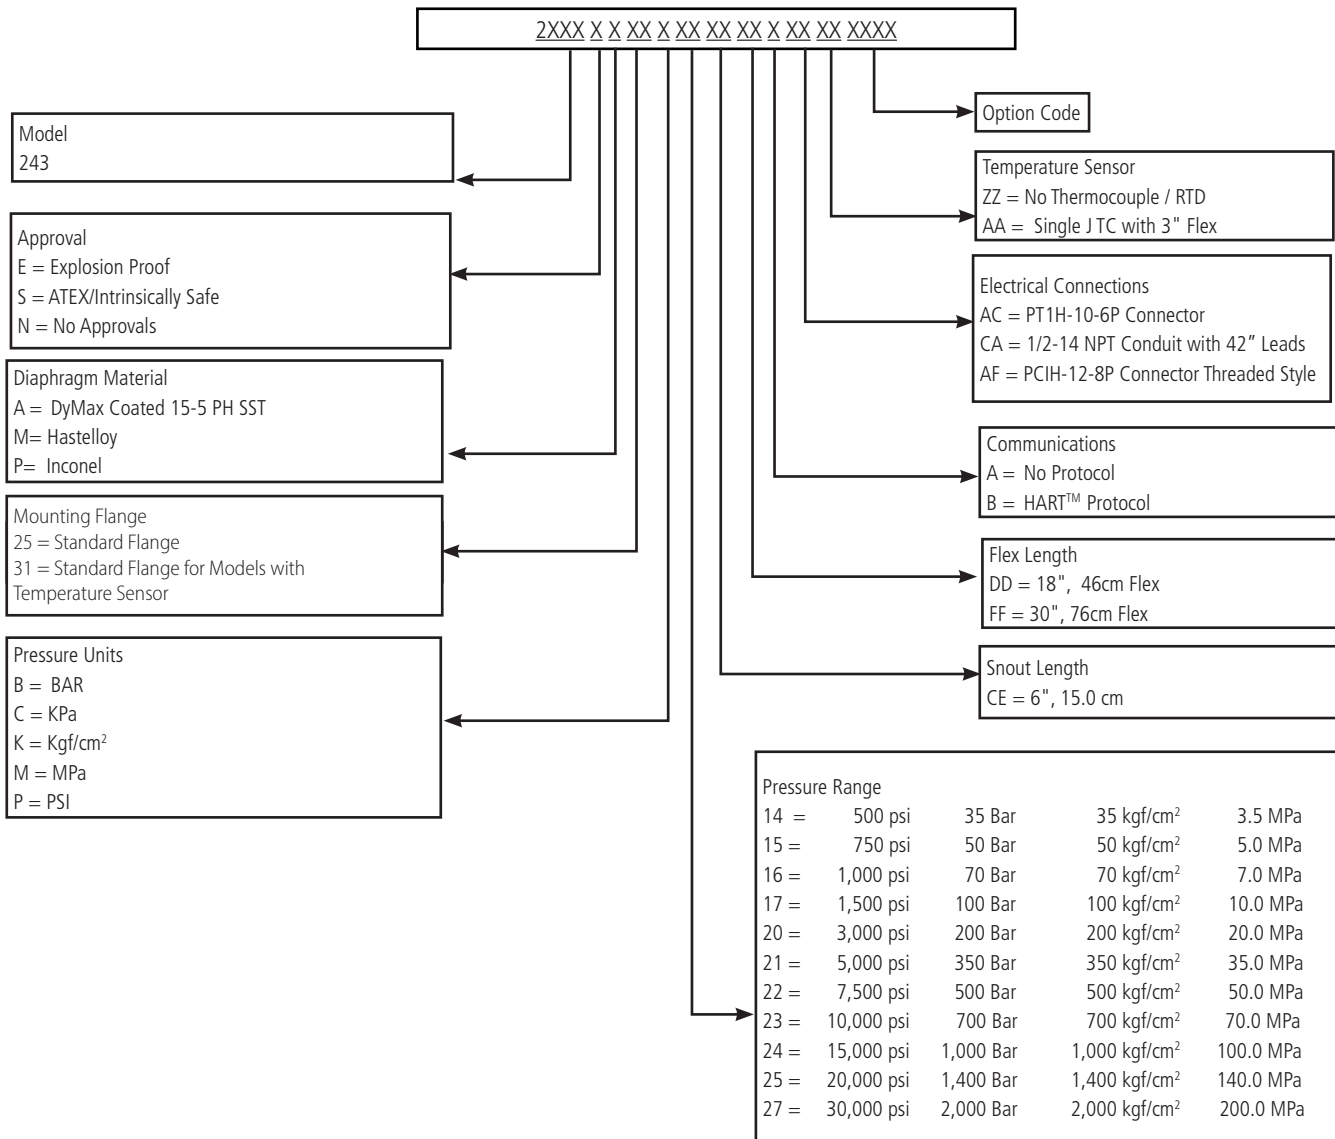 2XXX X X XX X XX XX XX X XX XX XXXX
Model
243
Approval
E = Explosion Proof
S = ATEX/Intrinsically Safe
N = No Approvals
Diaphragm Material
A = DyMax Coated 15-5 PH SST
M= Hastelloy
P= Inconel
Mounting Flange
25 = Standard Flange
31 = Standard Flange for Models with
Temperature Sensor
Pressure Units
B = BAR
C = KPa
K = Kgf/cm²
M = MPa
P = PSI
Option Code
Temperature Sensor
ZZ = No Thermocouple / RTD
AA = Single J TC with 3" Flex
Electrical Connections
AC = PT1H-10-6P Connector
CA = 1/2-14 NPT Conduit with 42” Leads
AF = PCIH-12-8P Connector Threaded Style
Communications
A = No Protocol
B = HART™ Protocol
Flex Length
DD = 18", 46cm Flex
FF = 30", 76cm Flex
Snout Length
CE = 6", 15.0 cm
Pressure Range
14 = 500 psi 35 Bar 35 kgf/cm² 3.5 MPa
15 = 750 psi 50 Bar 50 kgf/cm² 5.0 MPa
16 = 1,000 psi 70 Bar 70 kgf/cm² 7.0 MPa
17 = 1,500 psi 100 Bar 100 kgf/cm² 10.0 MPa
20 = 3,000 psi 200 Bar 200 kgf/cm² 20.0 MPa
21 = 5,000 psi 350 Bar 350 kgf/cm² 35.0 MPa
22 = 7,500 psi 500 Bar 500 kgf/cm² 50.0 MPa
23 = 10,000 psi 700 Bar 700 kgf/cm² 70.0 MPa
24 = 15,000 psi 1,000 Bar 1,000 kgf/cm² 100.0 MPa
25 = 20,000 psi 1,400 Bar 1,400 kgf/cm² 140.0 MPa
27 = 30,000 psi 2,000 Bar 2,000 kgf/cm² 200.0 MPa